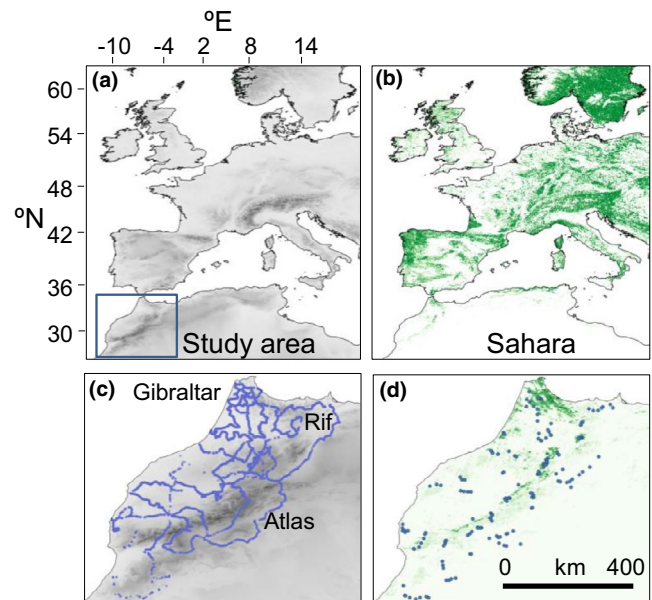 ºE
-10 -4 2 8 14
(a) (b)
60
54
48
ºN
42
36
30
Study area Sahara
(c) Gibraltar (d)
Rif
Atlas
0 km 400